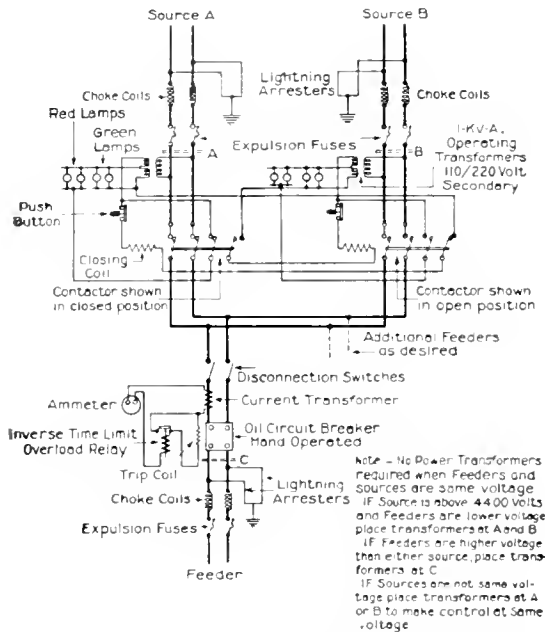 Source A
Source B
Lightning
Arresters
Choke Coils
Choke Coils
Red Lamps
Green
Lamps
A
Expulsion Fuses
B
1-Kv-A.
Operating
Transformers
110/220 Volt
Secondary
Push
Button
Closing
Coil
Contactor shown
in closed position
Contactor shown
in open position
Additional Feeders
as desired
Disconnection Switches
Ammeter
Current Transformer
Inverse Time Limit
Overload Relay
Oil Circuit Breaker
Hand Operated
Trip Coil
C
Choke Coils
Lightning
Arresters
Expulsion Fuses
Feeder
Note - No Power Transformers
required when Feeders and
sources are same voltage
IF Source is above 4400 Volts
and Feeders are lower voltage
place transformers at A and B
IF Feeders are higher voltage
than either source, place trans-
formers at C
IF Sources are not same vol-
tage place transformers at A
or B to make control at Same
voltage